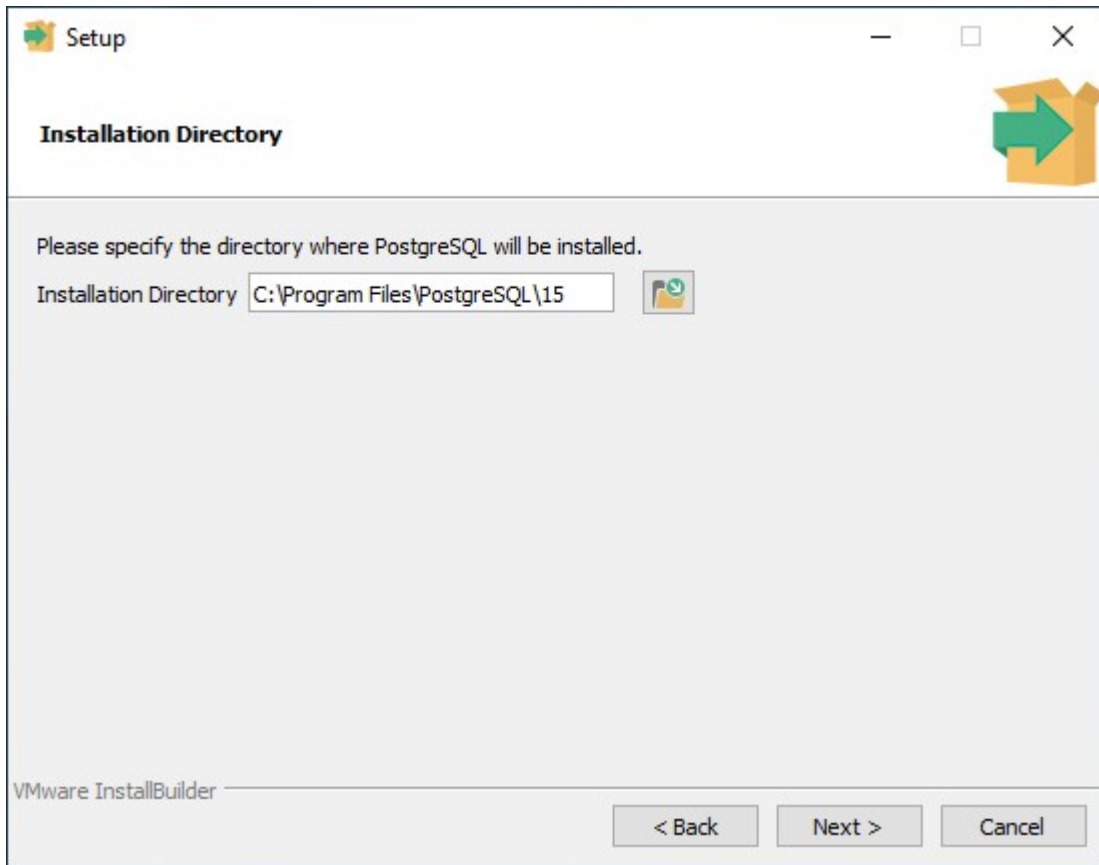 Setup
Installation Directory
Please specify the directory where PostgreSQL will be installed.
Installation Directory C:\Program Files\PostgreSQL\15
VMware InstallBuilder
< Back Next > Cancel